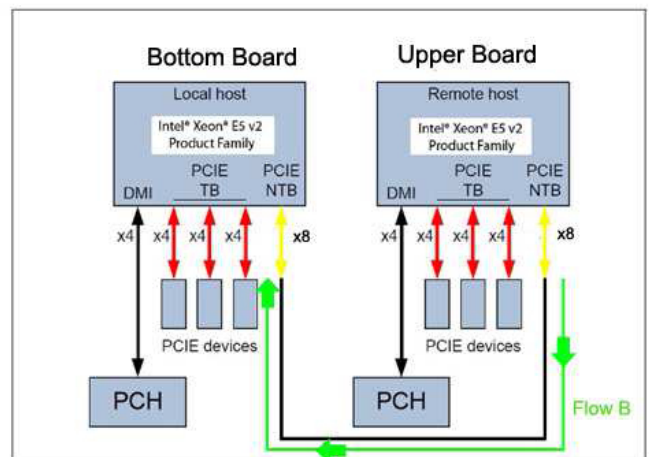 Bottom Board
Upper Board
Local host
Intel® Xeon® E5 v2
Product Family
PCIE
TB
PCIE
NTB
DMI
x4
x4
x4
x4
x8
PCIE devices
PCH
Remote host
Intel® Xeon® E5 v2
Product Family
PCIE
TB
PCIE
NTB
DMI
x4
x4
x4
x4
x8
PCIE devices
PCH
Flow B